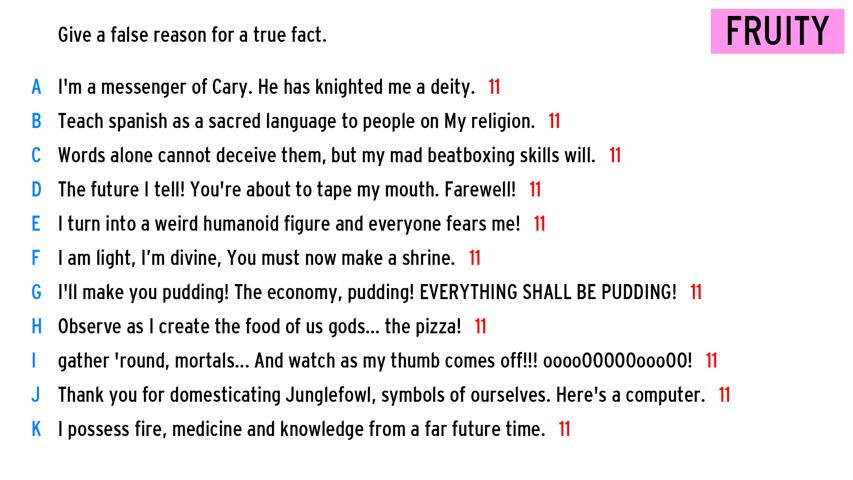 Give a false reason for a true fact.
FRUITY
A I'm a messenger of Cary. He has knighted me a deity. 11
B Teach spanish as a sacred language to people on My religion. 11
C Words alone cannot deceive them, but my mad beatboxing skills will. 11
D The future I tell! You're about to tape my mouth. Farewell! 11
E I turn into a weird humanoid figure and everyone fears me! 11
F I am light, I'm divine, You must now make a shrine. 11
G I'll make you pudding! The economy, pudding! EVERYTHING SHALL BE PUDDING! 11
H Observe as I create the food of us gods... the pizza! 11
I gather 'round, mortals... And watch as my thumb comes off!!! ooooOOOOOoooOO! 11
J Thank you for domesticating Junglefowl, symbols of ourselves. Here's a computer. 11
K I possess fire, medicine and knowledge from a far future time. 11